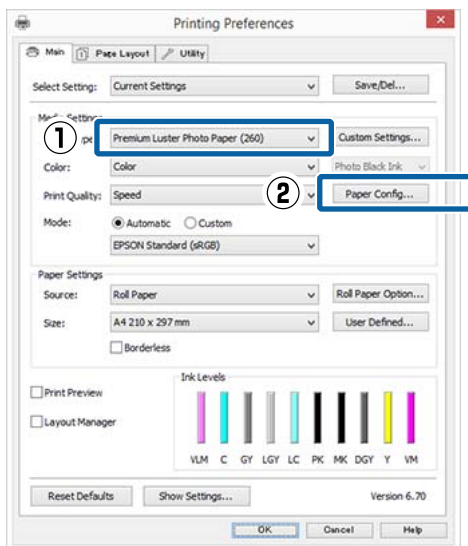 Printing Preferences
Main Page Layout Utility
Select Setting: Current Settings Save/Del...
Media Settings
① Premium Luster Photo Paper (260) Custom Settings...
Color: Color Photo Black Ink
②
Print Quality: Speed Paper Config...
Mode: Automatic Custom
EPSON Standard (sRGB)
Paper Settings
Source: Roll Paper Roll Paper Option...
Size: A4 210 x 297 mm User Defined...
Borderless
Print Preview
Layout Manager
Ink Levels
VLM C GY LGY LC PK MK DGY Y VM
Reset Defaults Show Settings... Version 6.70
OK Cancel Help